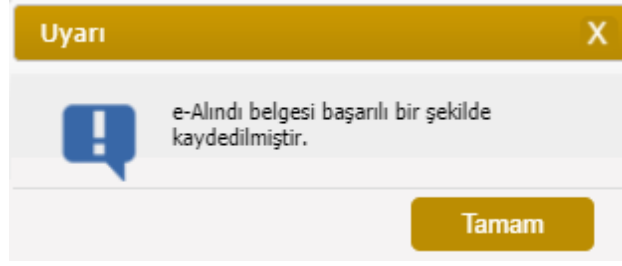 Uyarı X
e-Alındı belgesi başarılı bir şekilde
kaydedilmiştir.
Tamam